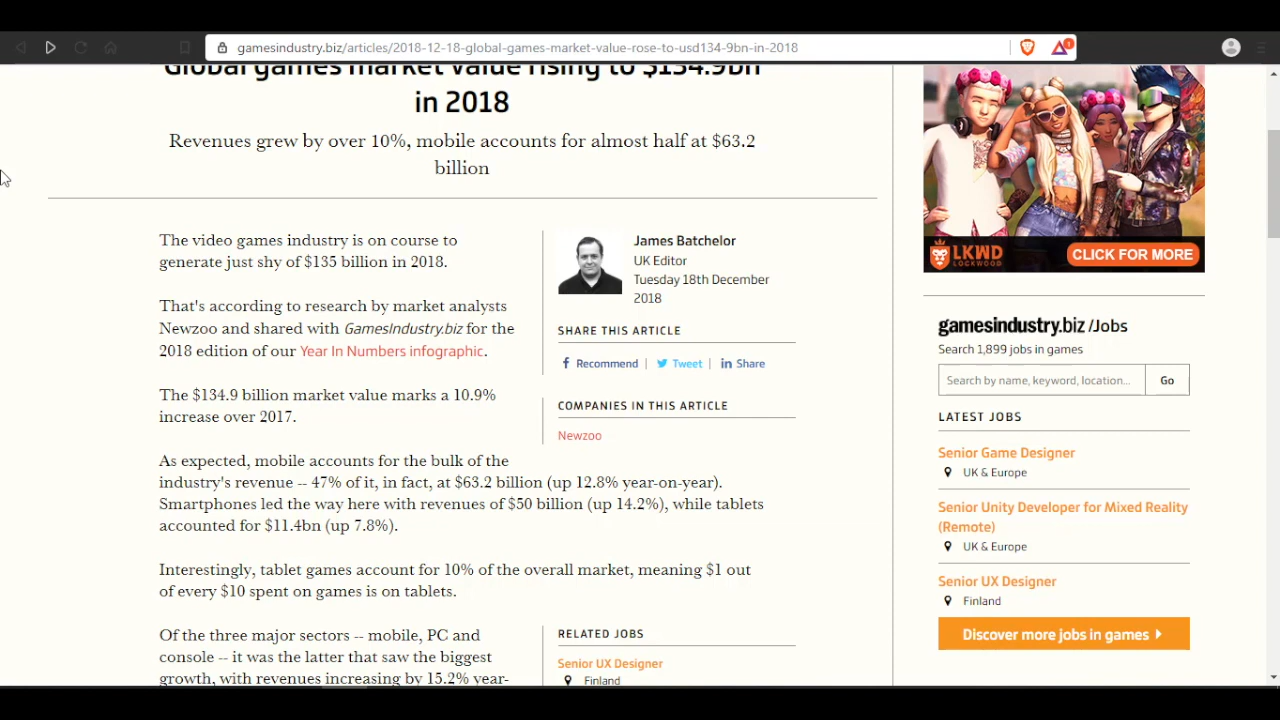 gamesindustry.biz/articles/2018-12-18-global-games-market-value-rose-to-usd134-9bn-in-2018
1
Global games market value rising to $134.9bn
in 2018
Revenues grew by over 10%, mobile accounts for almost half at $63.2
billion
The video games industry is on course to
generate just shy of $135 billion in 2018.
That's according to research by market analysts
Newzoo and shared with GamesIndustry.biz for the
2018 edition of our Year In Numbers infographic.
The $134.9 billion market value marks a 10.9%
increase over 2017.
As expected, mobile accounts for the bulk of the
industry's revenue -- 47% of it, in fact, at $63.2 billion (up 12.8% year-on-year).
Smartphones led the way here with revenues of $50 billion (up 14.2%), while tablets
accounted for $11.4bn (up 7.8%).
Interestingly, tablet games account for 10% of the overall market, meaning $1 out
of every $10 spent on games is on tablets.
Of the three major sectors -- mobile, PC and
console -- it was the latter that saw the biggest
growth, with revenues increasing by 15.2% year-
James Batchelor
UK Editor
Tuesday 18th December
2018
SHARE THIS ARTICLE
Recommend | Tweet | Share
COMPANIES IN THIS ARTICLE
Newzoo
RELATED JOBS
Senior UX Designer
Finland
LKWD
LOCKWOOD
CLICK FOR MORE
gamesindustry.biz /Jobs
Search 1,899 jobs in games
Search by name, keyword, location...
Go
LATEST JOBS
Senior Game Designer
UK & Europe
Senior Unity Developer for Mixed Reality
(Remote)
UK & Europe
Senior UX Designer
Finland
Discover more jobs in games